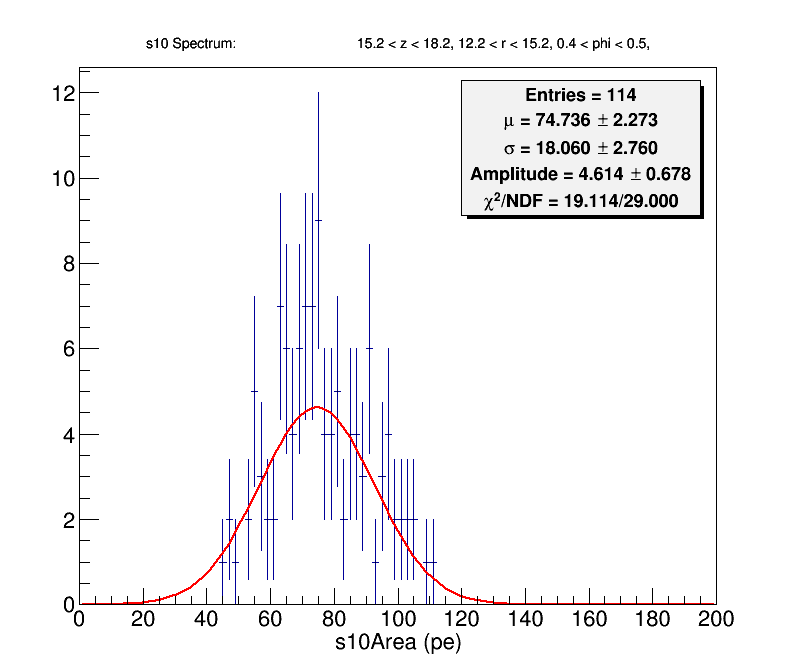 s10 Spectrum: 15.2 < z < 18.2, 12.2 < r < 15.2, 0.4 < phi < 0.5,
Entries = 114
μ = 74.736 ± 2.273
σ = 18.060 ± 2.760
Amplitude = 4.614 ± 0.678
χ²/NDF = 19.114/29.000
12
10
8
6
4
2
0
0 20 40 60 80 100 120 140 160 180 200
s10Area (pe)